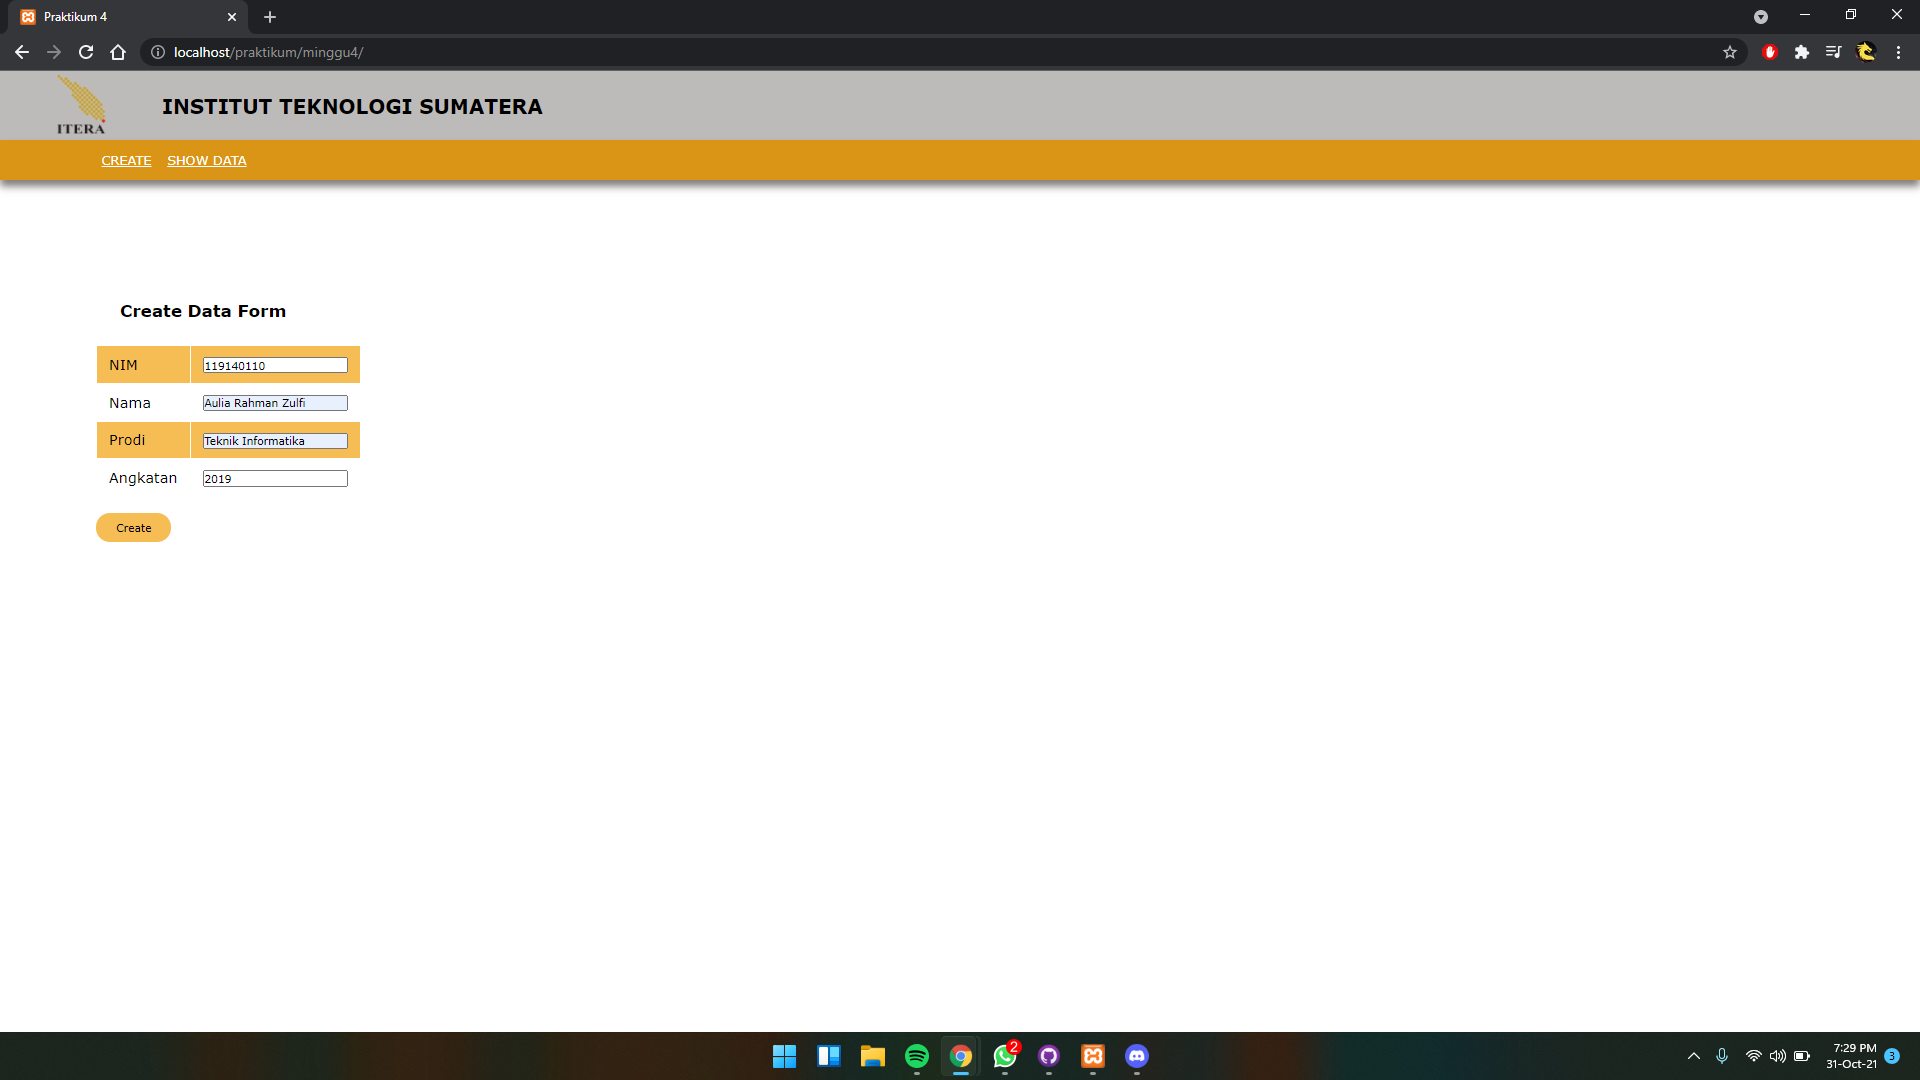 Praktikum 4
localhost/praktikum/minggu4/
ITERA
INSTITUT TEKNOLOGI SUMATERA
CREATE SHOW DATA
Create Data Form
NIM 119140110
Nama Aulia Rahman Zulfi
Prodi Teknik Informatika
Angkatan 2019
Create
2
7:29 PM
31-Oct-21
3